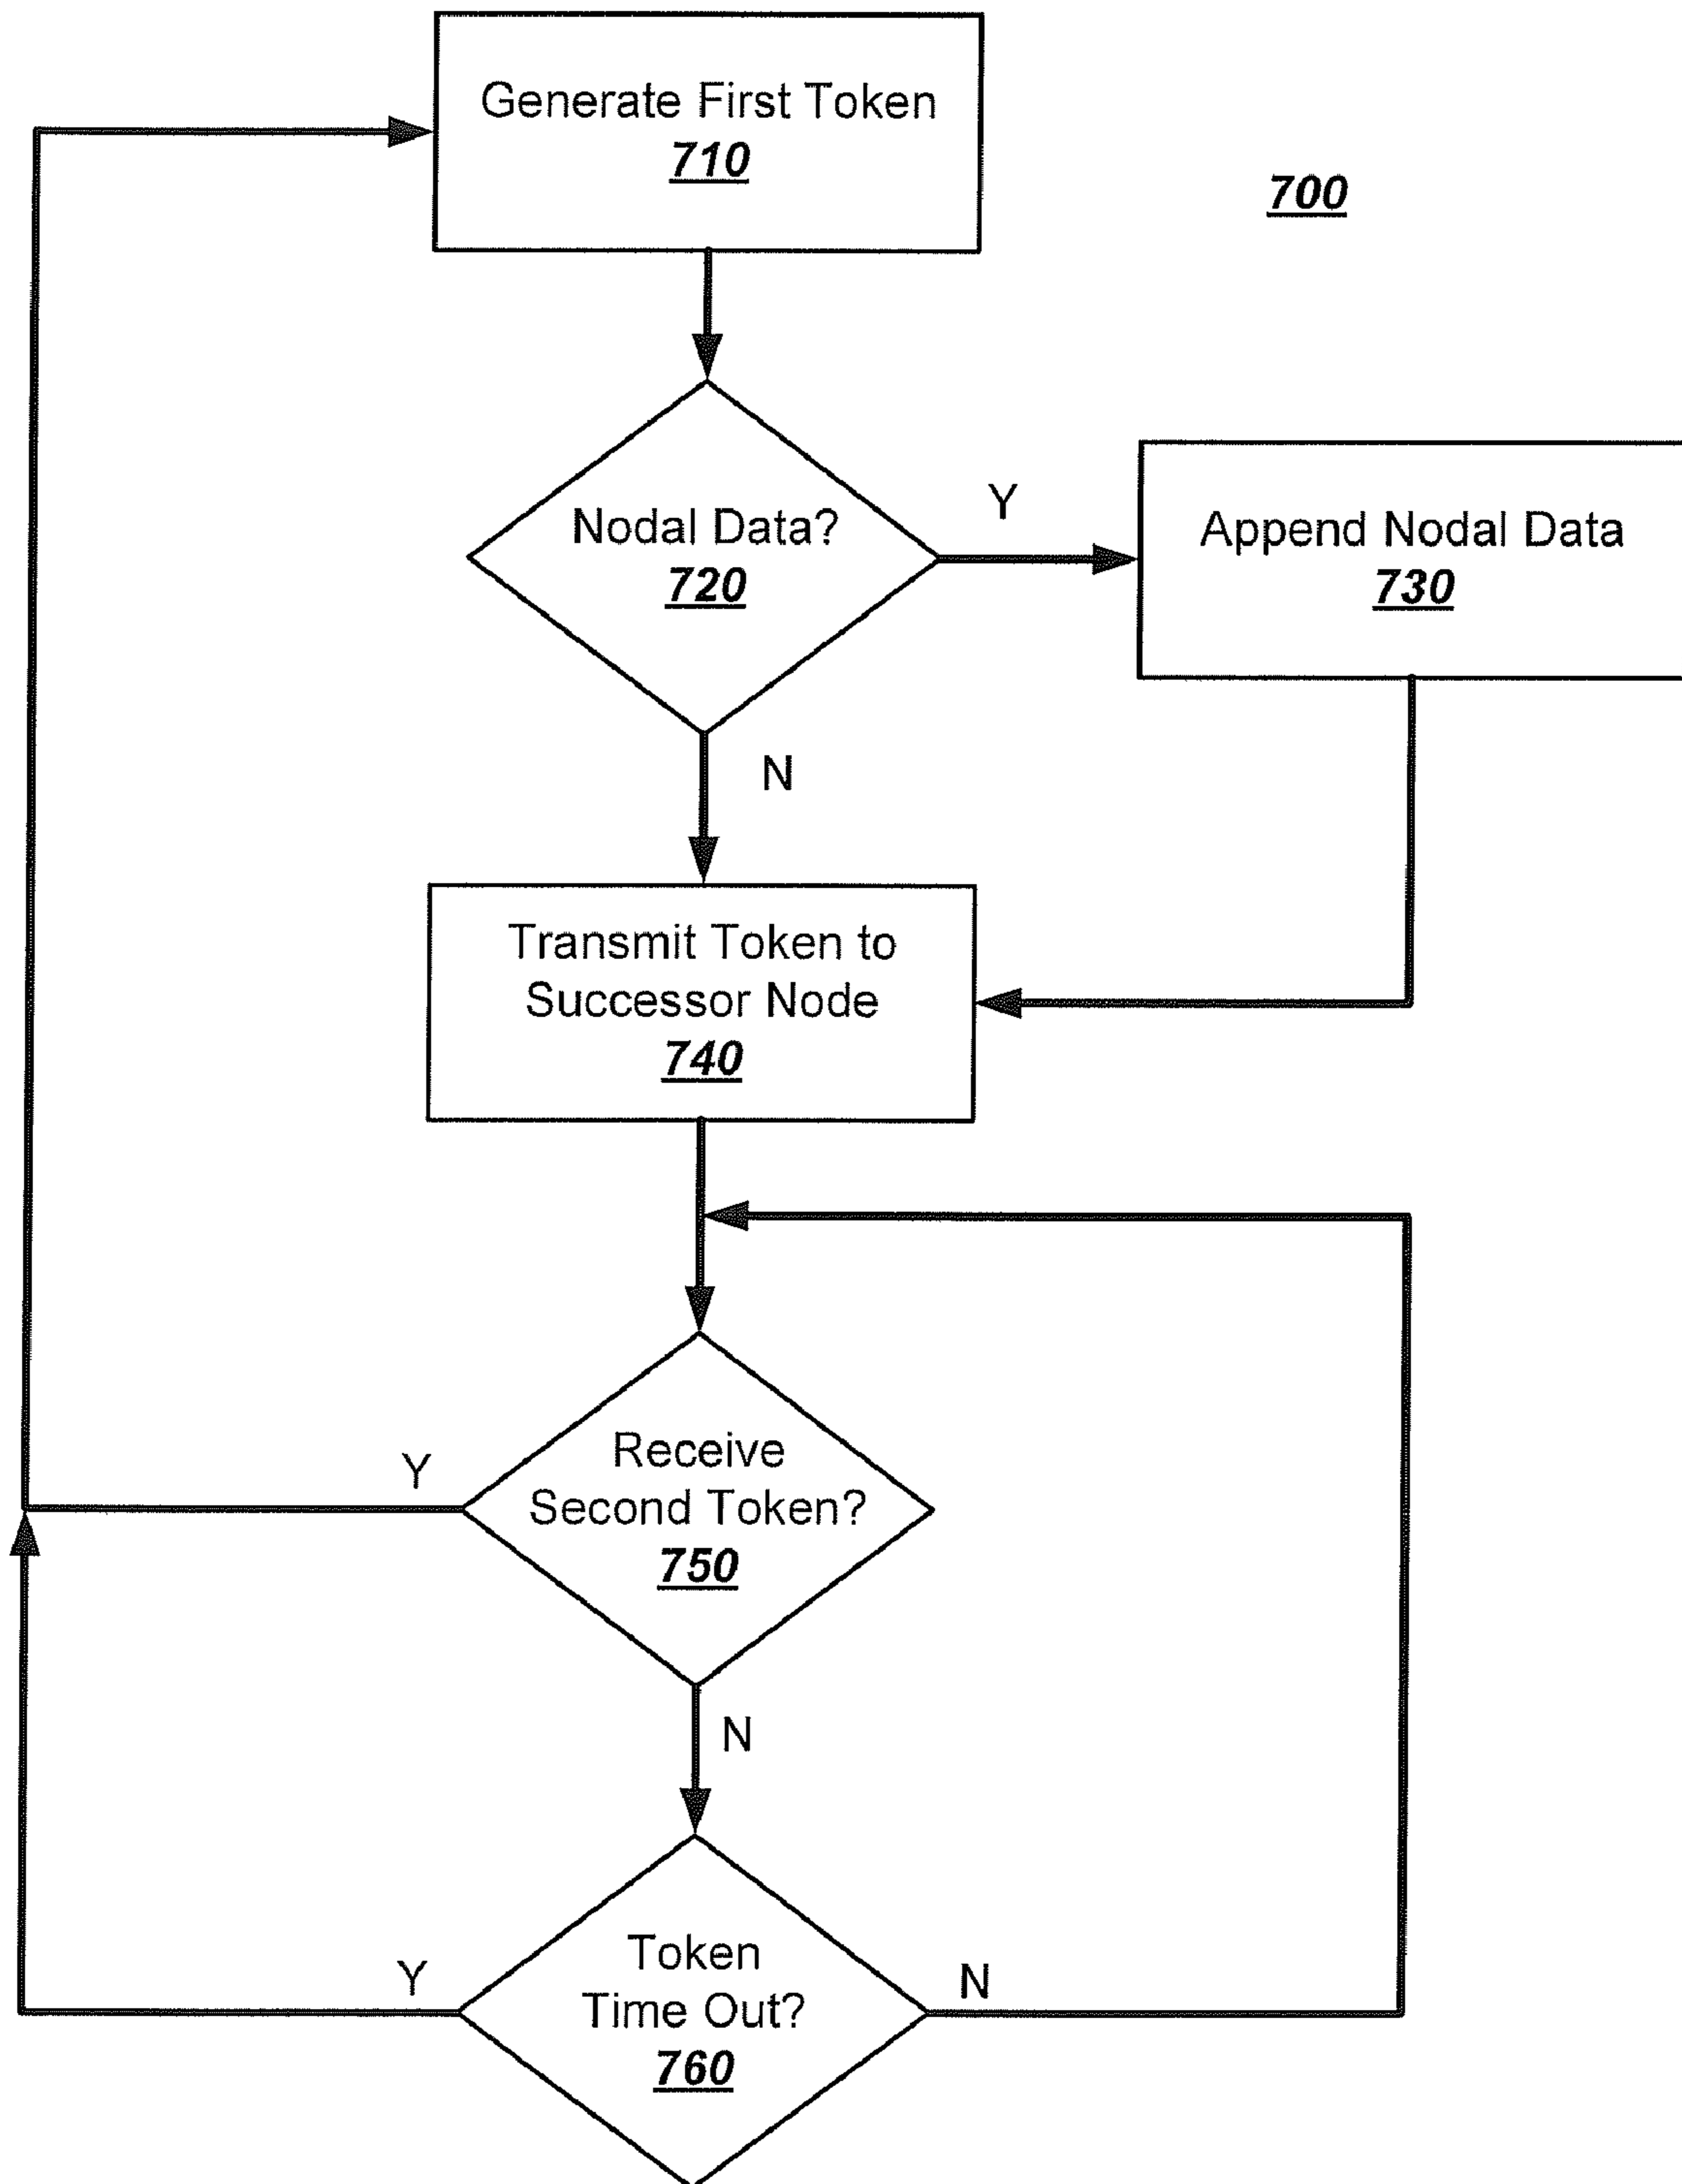 Generate First Token
710
700
Nodal Data?
720
Y
Append Nodal Data
730
N
Transmit Token to
Successor Node
740
Receive
Second Token?
750
Y
N
Token
Time Out?
760
Y
N